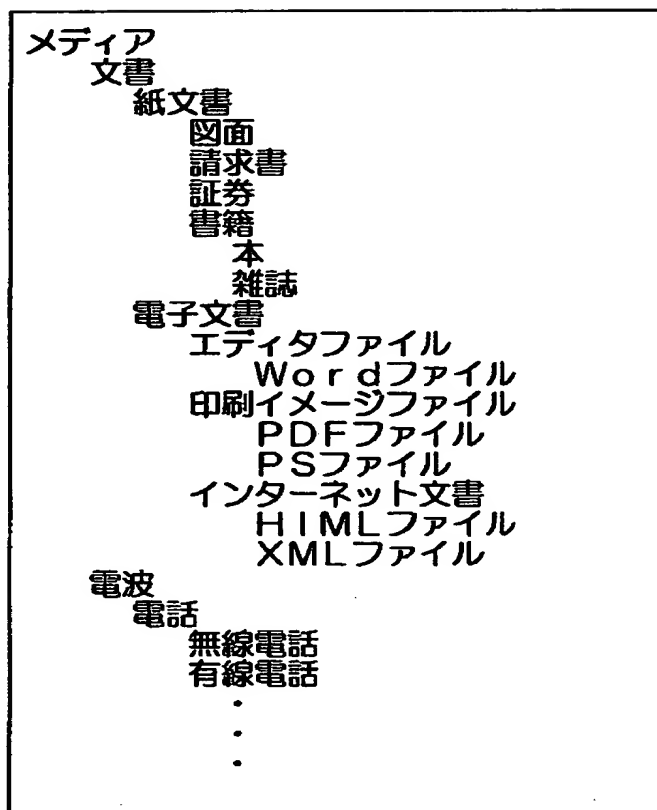 メディア
文書
紙文書
図面
請求書
証券
書籍
本
雑誌
電子文書
エディタファイル
Ｗｏｒｄファイル
印刷イメージファイル
ＰＤＦファイル
ＰＳファイル
インターネット文書
ＨＩＭＬファイル
ＸＭＬファイル
電波
電話
無線電話
有線電話
・
・
・